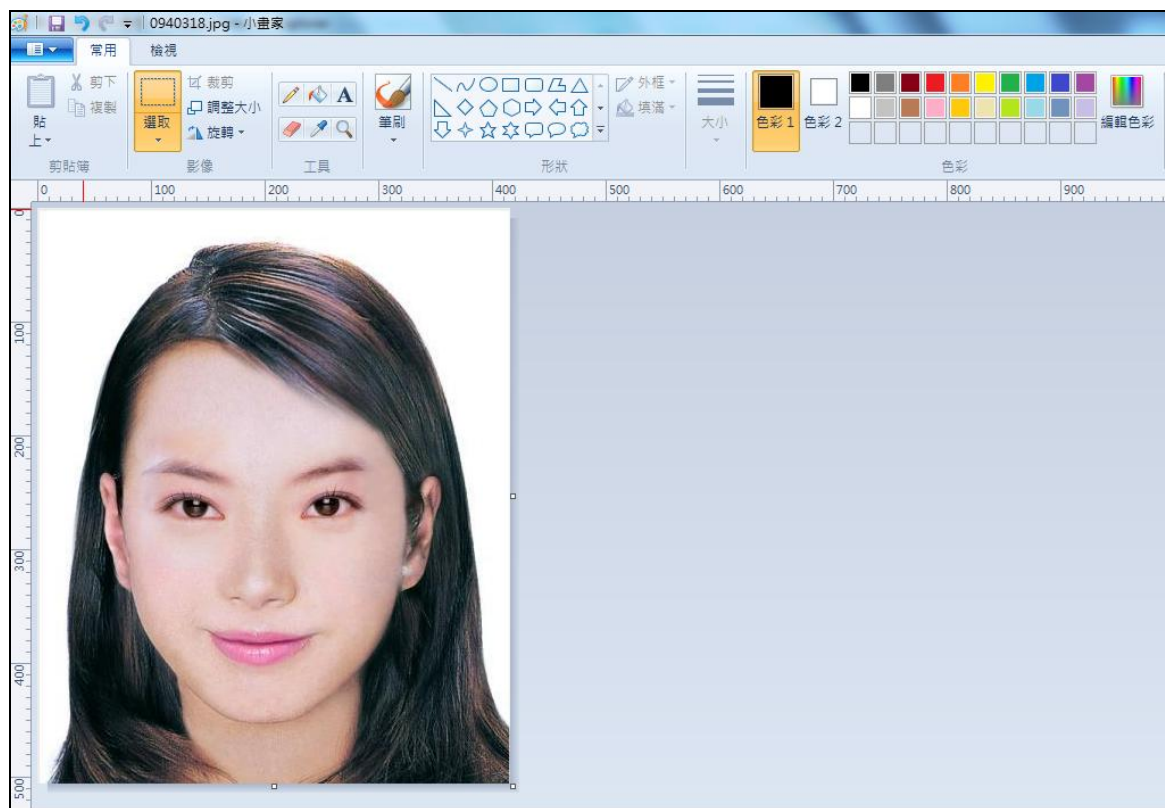 0940318.jpg - 小畫家
常用 檢視
剪下
複製
貼上
剪貼簿
選取
裁剪
調整大小
旋轉
影像
A
工具
筆刷
外框
填滿
形狀
大小
色彩 1
色彩 2
編輯色彩
色彩
0 100 200 300 400 500 600 700 800 900
0
100
200
300
400
500